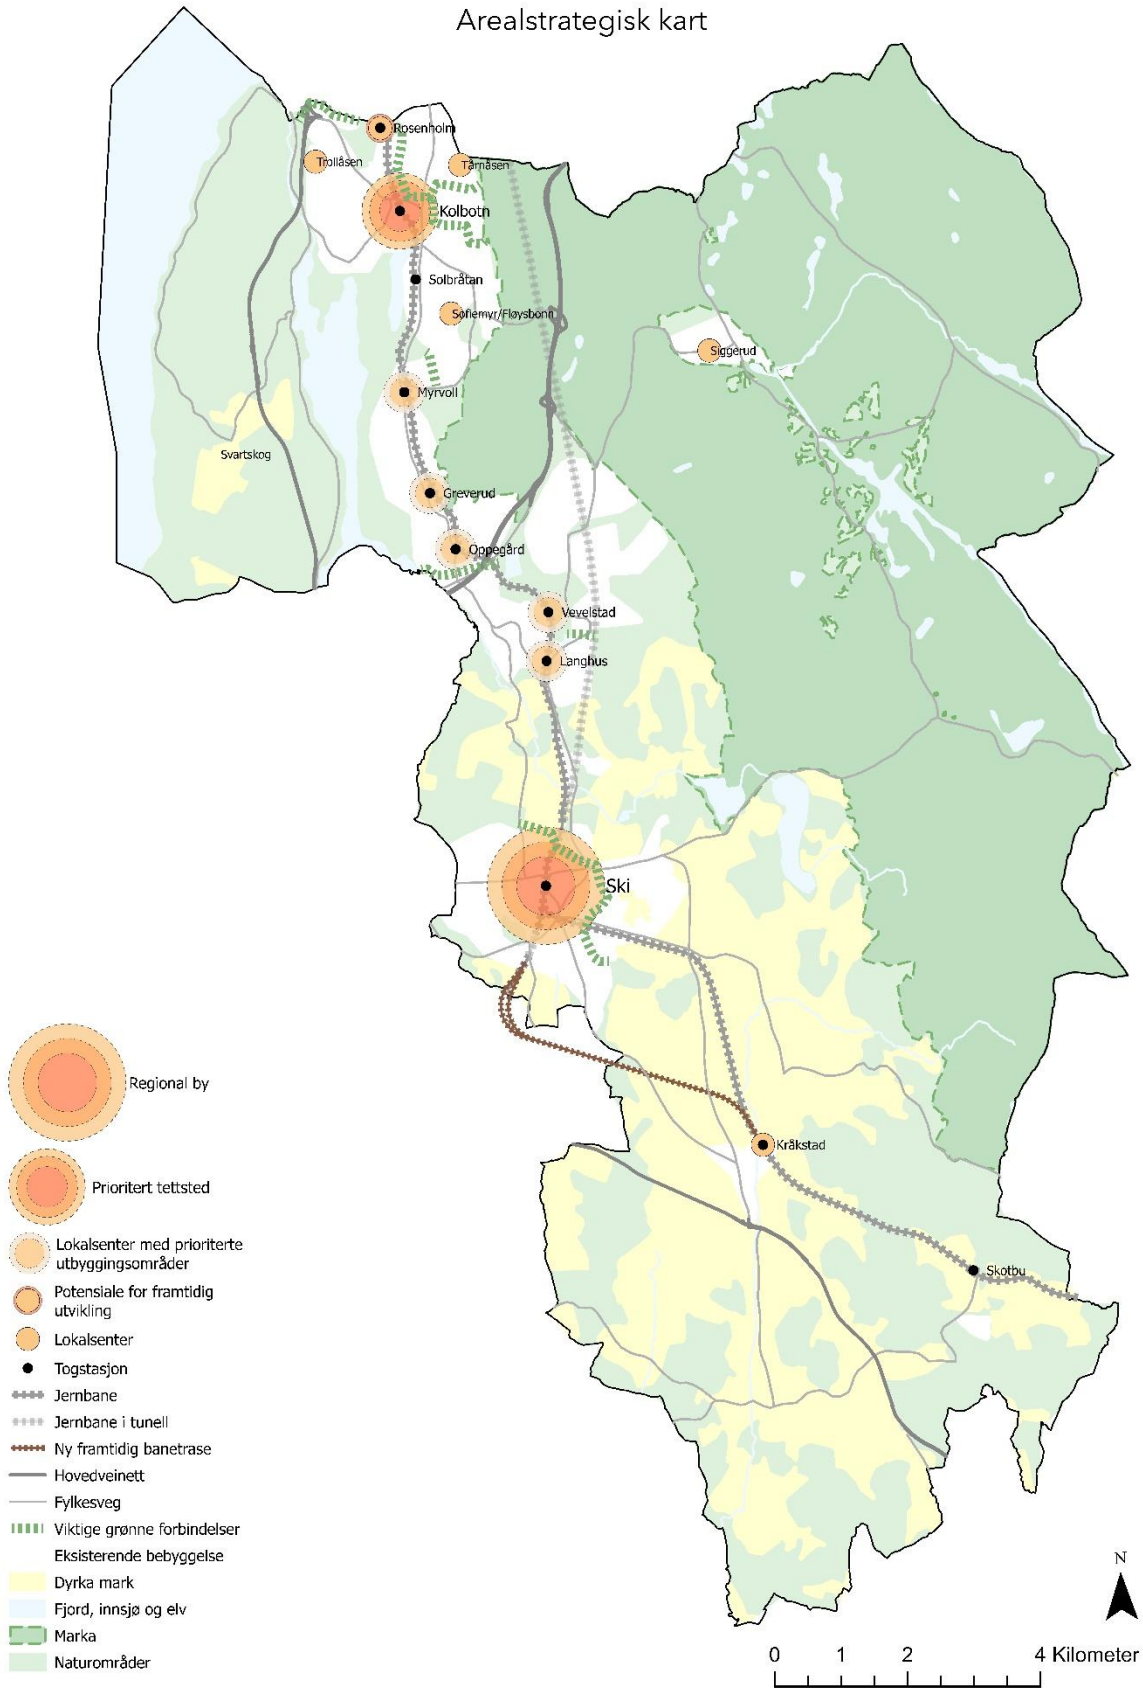 Arealstrategisk kart
Rosenholm
Trollåsen
Tårnåsen
Kolbotn
Solbråtan
Sofiemyr/Fløysbonn
Siggerud
Myrvoll
Svartskog
Greverud
Oppegård
Vevelstad
Langhus
Ski
Kråkstad
Skotbu
Regional by
Prioritert tettsted
Lokalsenter med prioriterte
utbyggingsområder
Potensiale for framtidig
utvikling
Lokalsenter
Togstasjon
Jernbane
Jernbane i tunell
Ny framtidig banetrase
Hovedveinett
Fylkesveg
Viktige grønne forbindelser
Eksisterende bebyggelse
Dyrka mark
Fjord, innsjø og elv
Marka
Naturområder
N
0 1 2 4 Kilometer